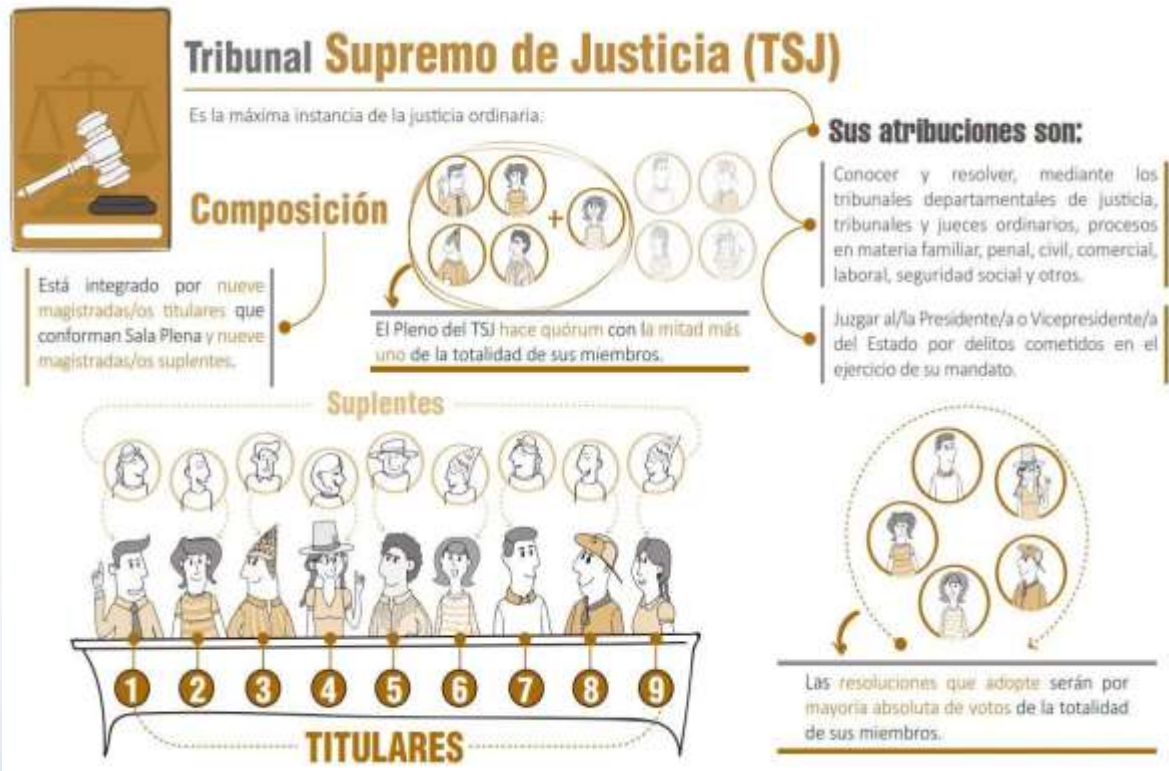 Tribunal Supremo de Justicia (TSJ)
Es la máxima instancia de la justicia ordinaria.
Composición
Está integrado por nueve
magistradas/os titulares que
conforman Sala Plena y nueve
magistradas/os suplentes.
+
El Pleno del TSJ hace quórum con la mitad más
uno de la totalidad de sus miembros.
Sus atribuciones son:
Conocer y resolver, mediante los
tribunales departamentales de justicia,
tribunales y jueces ordinarios, procesos
en materia familiar, penal, civil, comercial,
laboral, seguridad social y otros.
Juzgar al/la Presidente/a o Vicepresidente/a
del Estado por delitos cometidos en el
ejercicio de su mandato.
Suplentes
1 2 3 4 5 6 7 8 9
TITULARES
Las resoluciones que adopte serán por
mayoría absoluta de votos de la totalidad
de sus miembros.